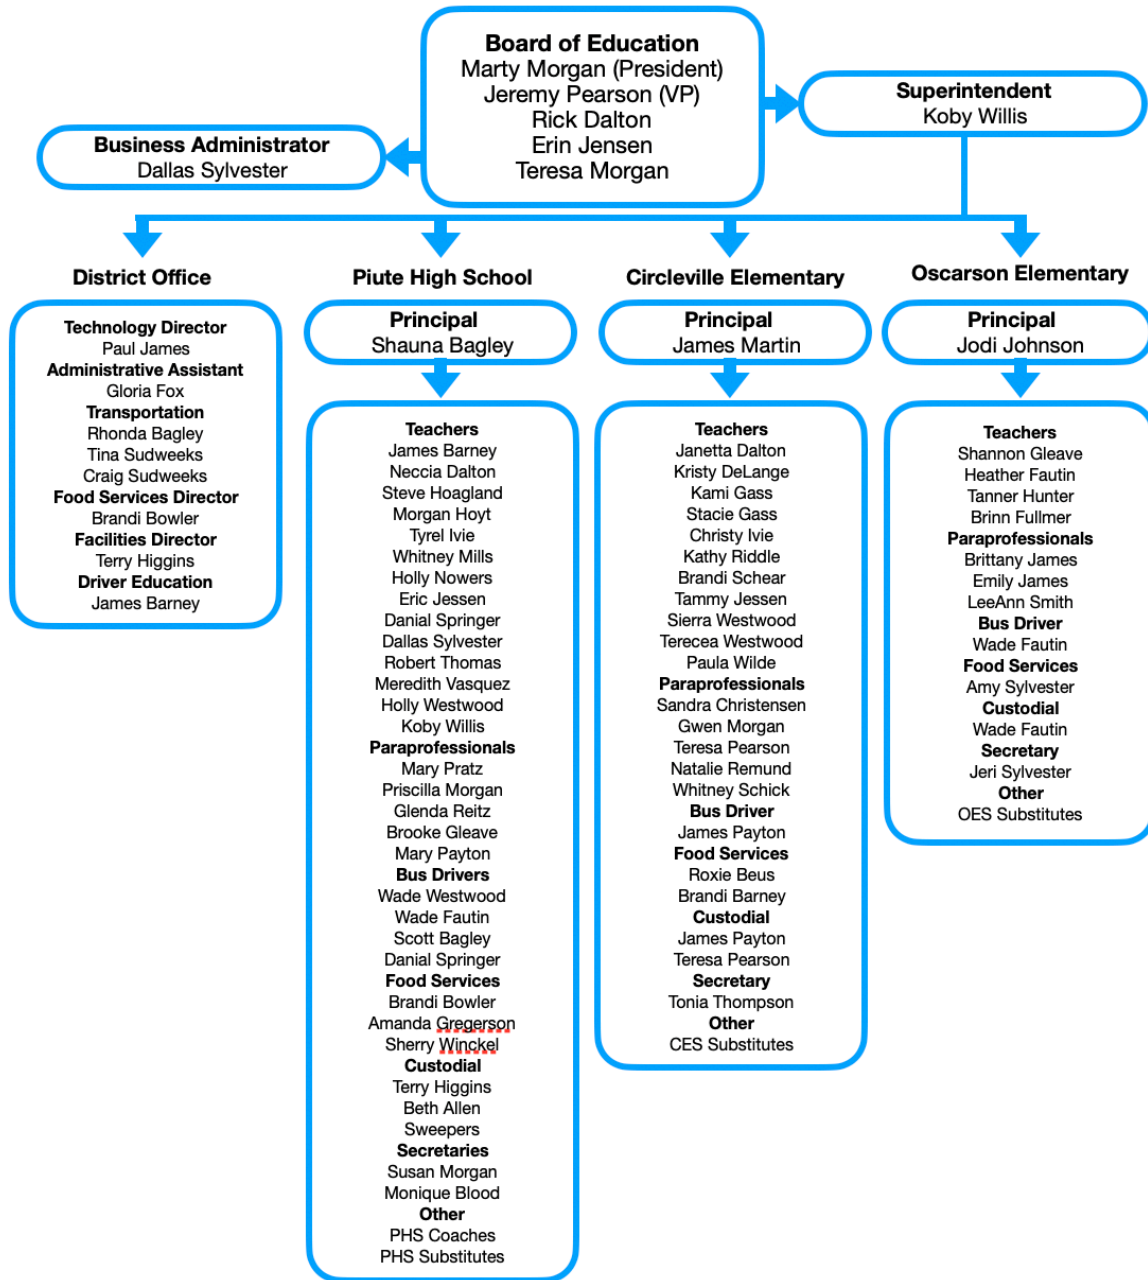 Board of Education
Marty Morgan (President)
Jeremy Pearson (VP)
Rick Dalton
Erin Jensen
Teresa Morgan
Superintendent
Koby Willis
Business Administrator
Dallas Sylvester
District Office
Technology Director
Paul James
Administrative Assistant
Gloria Fox
Transportation
Rhonda Bagley
Tina Sudweeks
Craig Sudweeks
Food Services Director
Brandi Bowler
Facilities Director
Terry Higgins
Driver Education
James Barney
Piute High School
Principal
Shauna Bagley
Teachers
James Barney
Neccia Dalton
Steve Hoagland
Morgan Hoyt
Tyrel Ivie
Whitney Mills
Holly Nowers
Eric Jessen
Danial Springer
Dallas Sylvester
Robert Thomas
Meredith Vasquez
Holly Westwood
Koby Willis
Paraprofessionals
Mary Pratz
Priscilla Morgan
Glenda Reitz
Brooke Gleave
Mary Payton
Bus Drivers
Wade Westwood
Wade Fautin
Scott Bagley
Danial Springer
Food Services
Brandi Bowler
Amanda Gregerson
Sherry Winckel
Custodial
Terry Higgins
Beth Allen
Sweepers
Secretaries
Susan Morgan
Monique Blood
Other
PHS Coaches
PHS Substitutes
Circleville Elementary
Principal
James Martin
Teachers
Janetta Dalton
Kristy DeLange
Kami Gass
Stacie Gass
Christy Ivie
Kathy Riddle
Brandi Schear
Tammy Jessen
Sierra Westwood
Terecea Westwood
Paula Wilde
Paraprofessionals
Sandra Christensen
Gwen Morgan
Teresa Pearson
Natalie Remund
Whitney Schick
Bus Driver
James Payton
Food Services
Roxie Beus
Brandi Barney
Custodial
James Payton
Teresa Pearson
Secretary
Tonia Thompson
Other
CES Substitutes
Oscarson Elementary
Principal
Jodi Johnson
Teachers
Shannon Gleave
Heather Fautin
Tanner Hunter
Brinn Fullmer
Paraprofessionals
Brittany James
Emily James
LeeAnn Smith
Bus Driver
Wade Fautin
Food Services
Amy Sylvester
Custodial
Wade Fautin
Secretary
Jeri Sylvester
Other
OES Substitutes